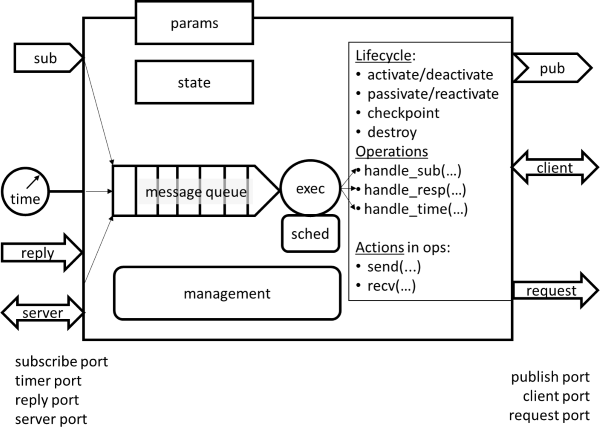 params
sub
state
time
reply
server
message queue
exec
sched
management
Lifecycle:
• activate/deactivate
• passivate/reactivate
• checkpoint
• destroy
Operations
• handle_sub(...)
• handle_resp(...)
• handle_time(...)
Actions in ops:
• send(...)
• recv(...)
pub
client
request
subscribe port
timer port
reply port
server port
publish port
client port
request port